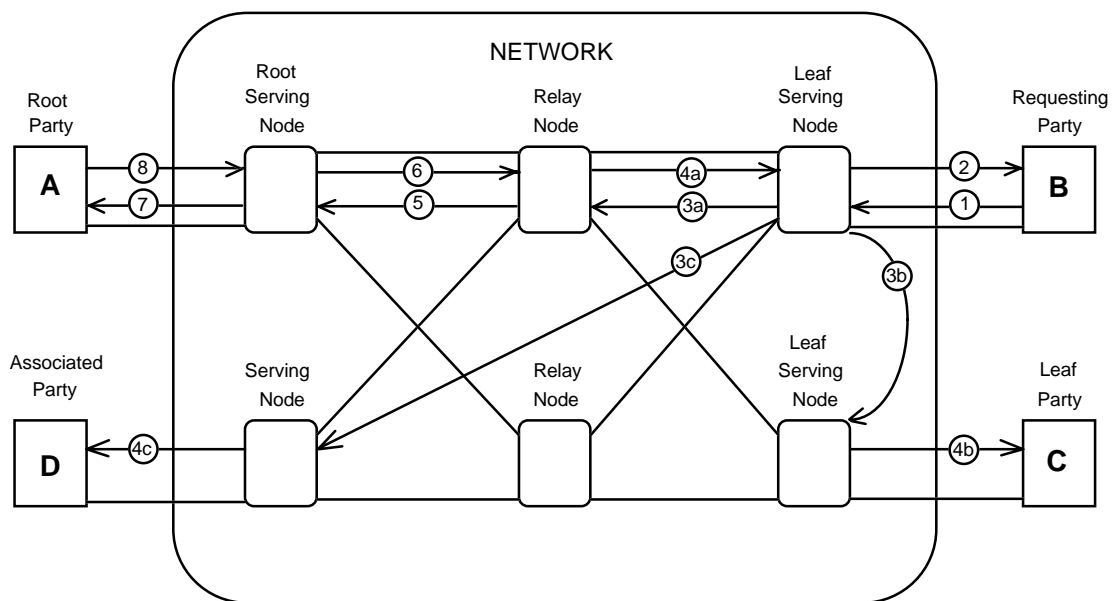 NETWORK
Root
Serving
Node
Relay
Node
Leaf
Serving
Node
Root
Party
Requesting
Party
A
8
7
6
5
4a
3a
2
1
B
3c
3b
Associated
Party
Serving
Node
Relay
Node
Leaf
Serving
Node
Leaf
Party
D
4c
4b
C